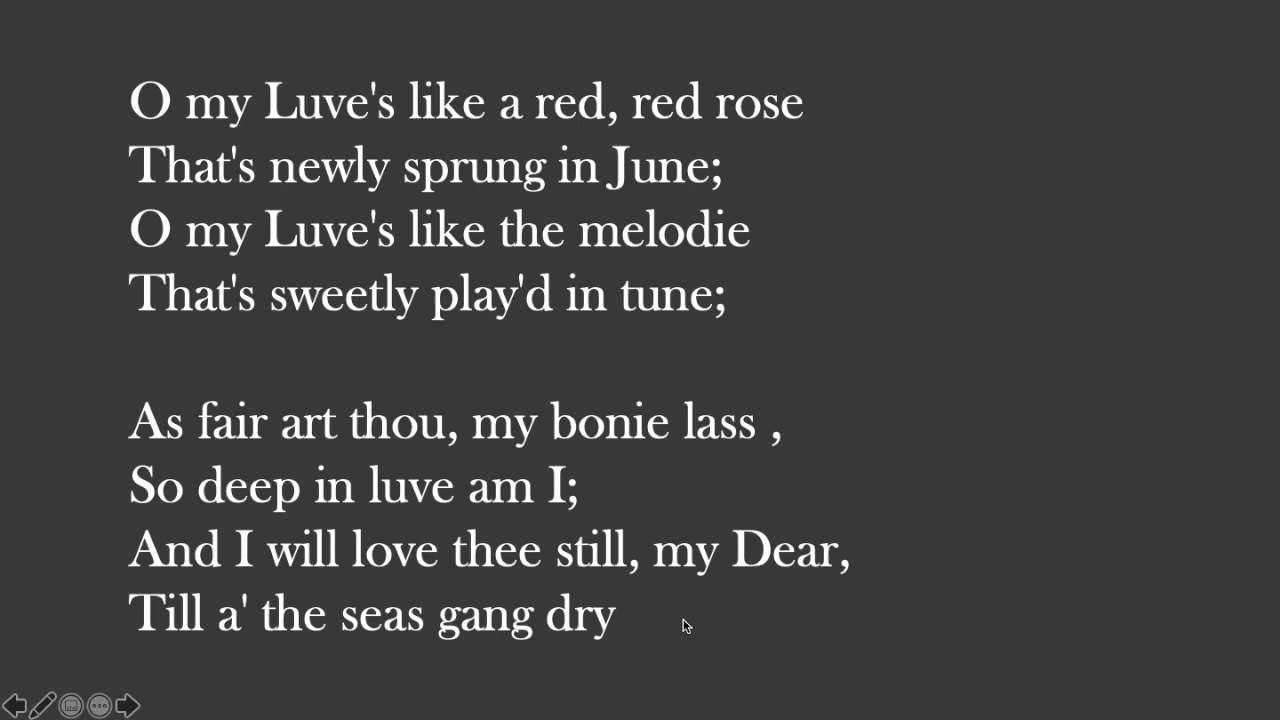 O my Luve's like a red, red rose
That's newly sprung in June;
O my Luve's like the melodie
That's sweetly play'd in tune;
As fair art thou, my bonie lass ,
So deep in luve am I;
And I will love thee still, my Dear,
Till a' the seas gang dry